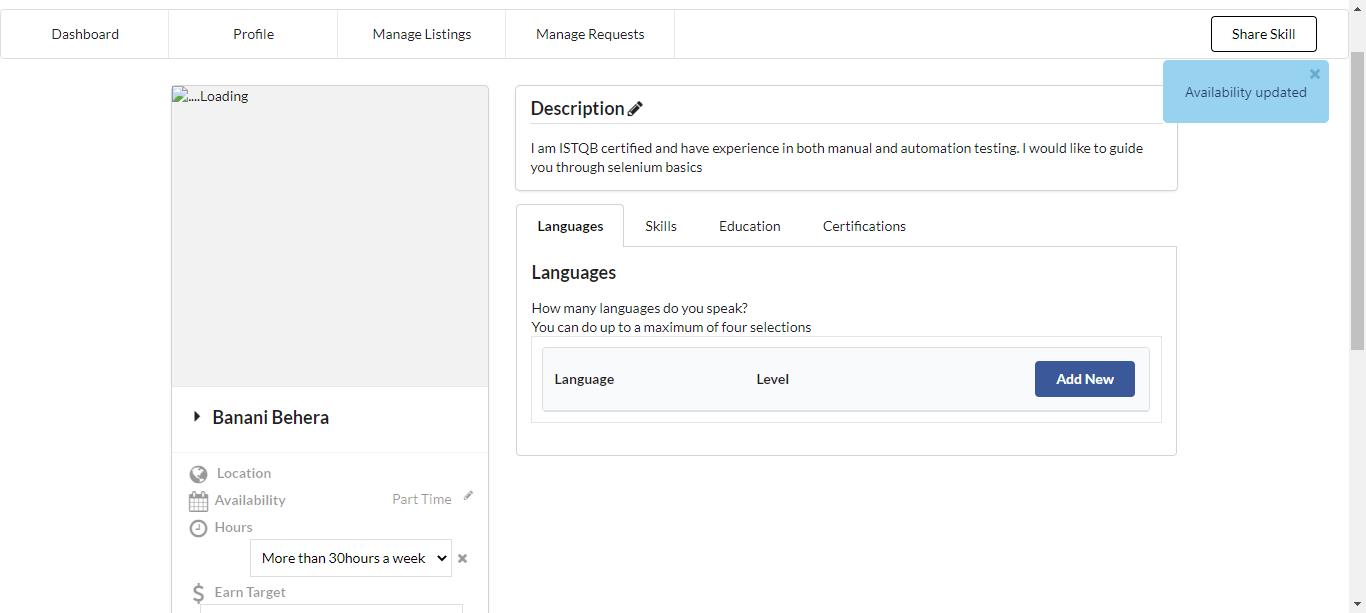 Dashboard
Profile
Manage Listings
Manage Requests
Share Skill
Availability updated
....Loading
Description
I am ISTQB certified and have experience in both manual and automation testing. I would like to guide
you through selenium basics
Languages
Skills
Education
Certifications
Languages
How many languages do you speak?
You can do up to a maximum of four selections
Language
Level
Add New
Banani Behera
Location
Availability
Part Time
Hours
More than 30hours a week
Earn Target